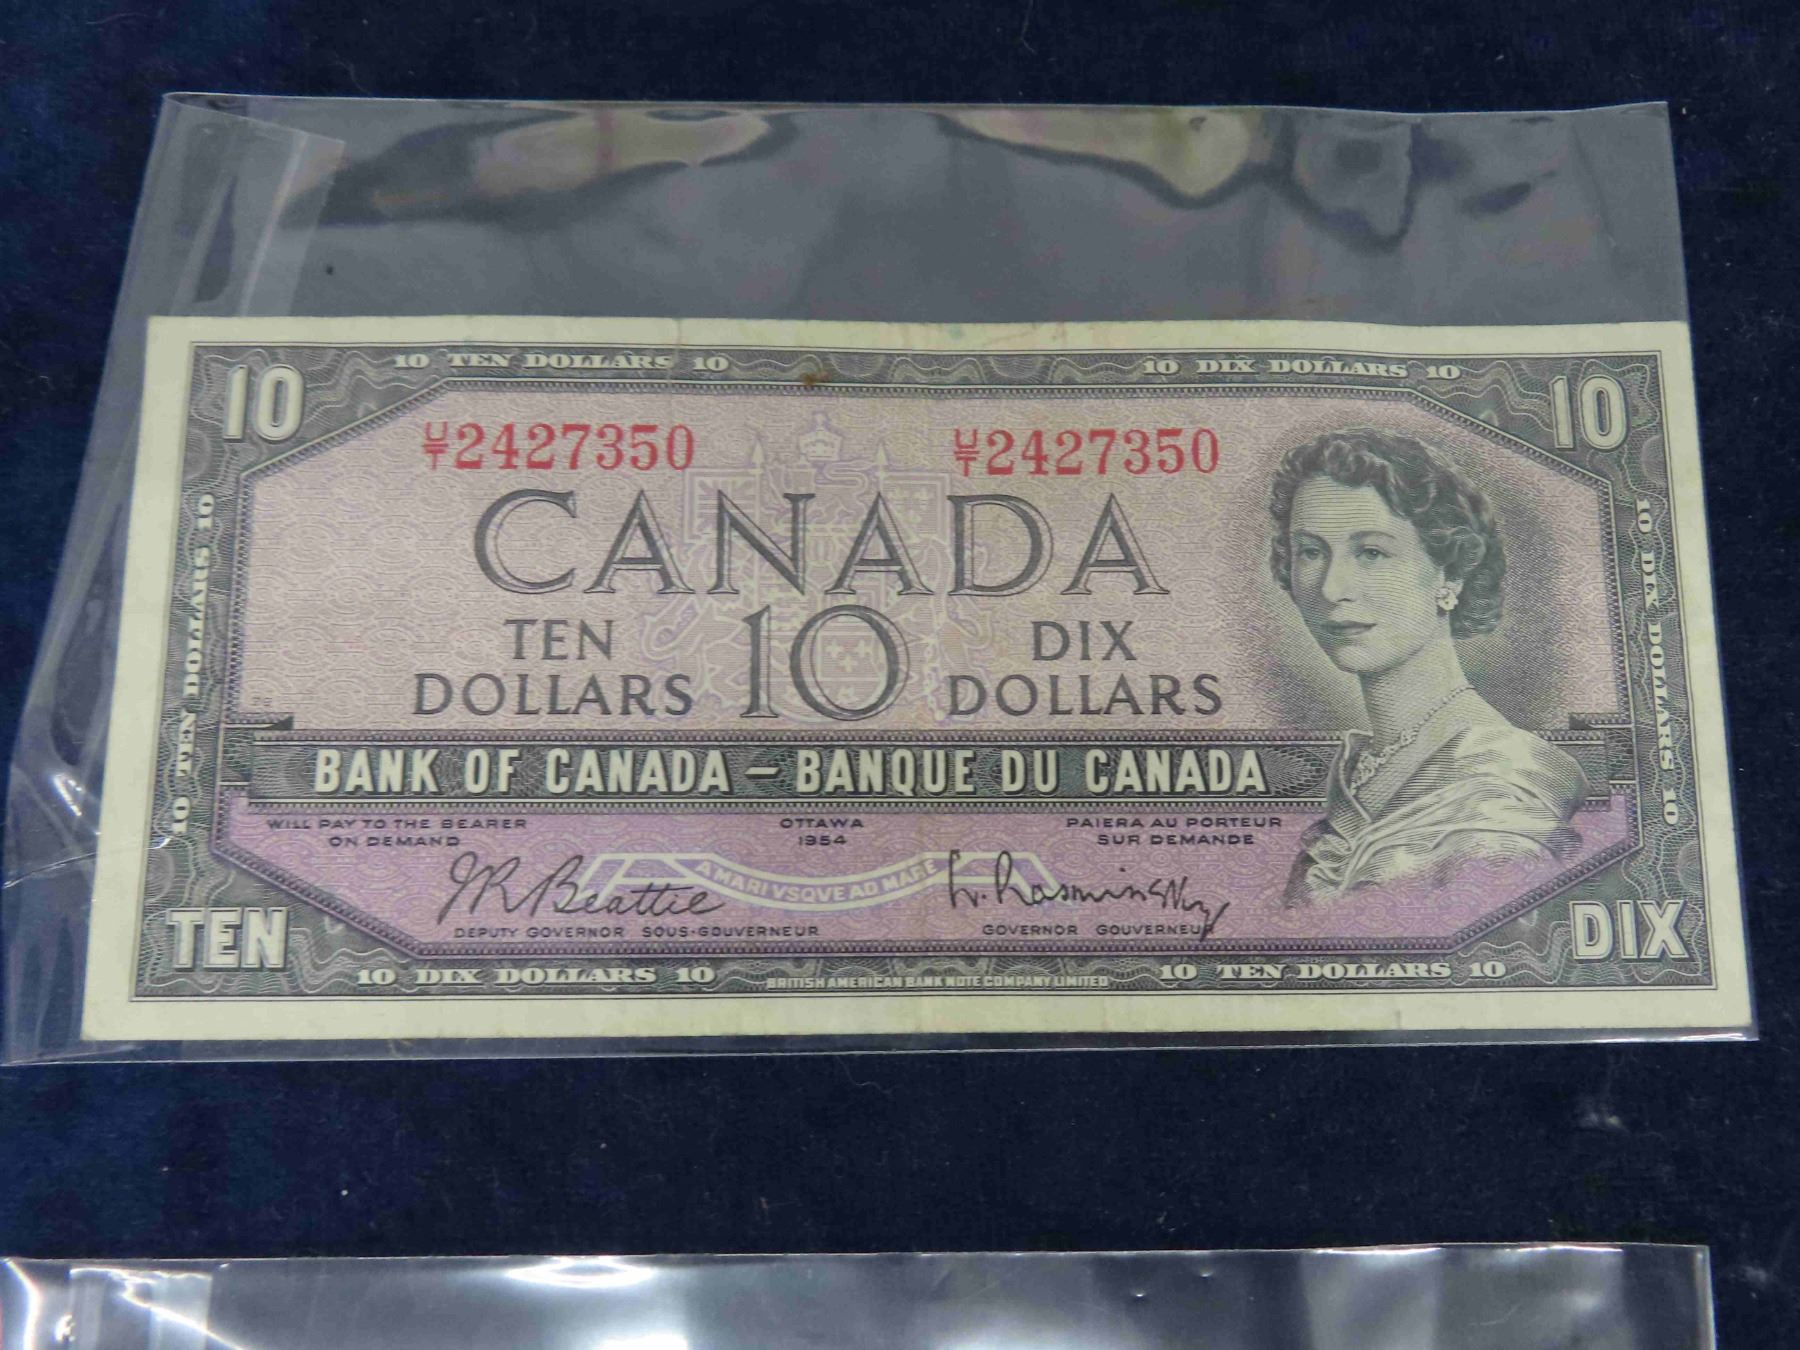 10 TEN DOLLARS 10
10 DIX DOLLARS 10
10
10
U/T 2427350
U/T 2427350
CANADA
TEN DOLLARS
10
DIX DOLLARS
10 TEN DOLLARS 10
10 DIX DOLLARS 10
BANK OF CANADA – BANQUE DU CANADA
WILL PAY TO THE BEARER
ON DEMAND
OTTAWA
1954
PAIERA AU PORTEUR
SUR DEMANDE
A MARI VSQVE AD MARE
JR Beattie
L. Rasminsky
DEPUTY GOVERNOR SOUS-GOUVERNEUR
GOVERNOR GOUVERNEUR
TEN
DIX
10 DIX DOLLARS 10
BRITISH AMERICAN BANK NOTE COMPANY LIMITED
10 TEN DOLLARS 10